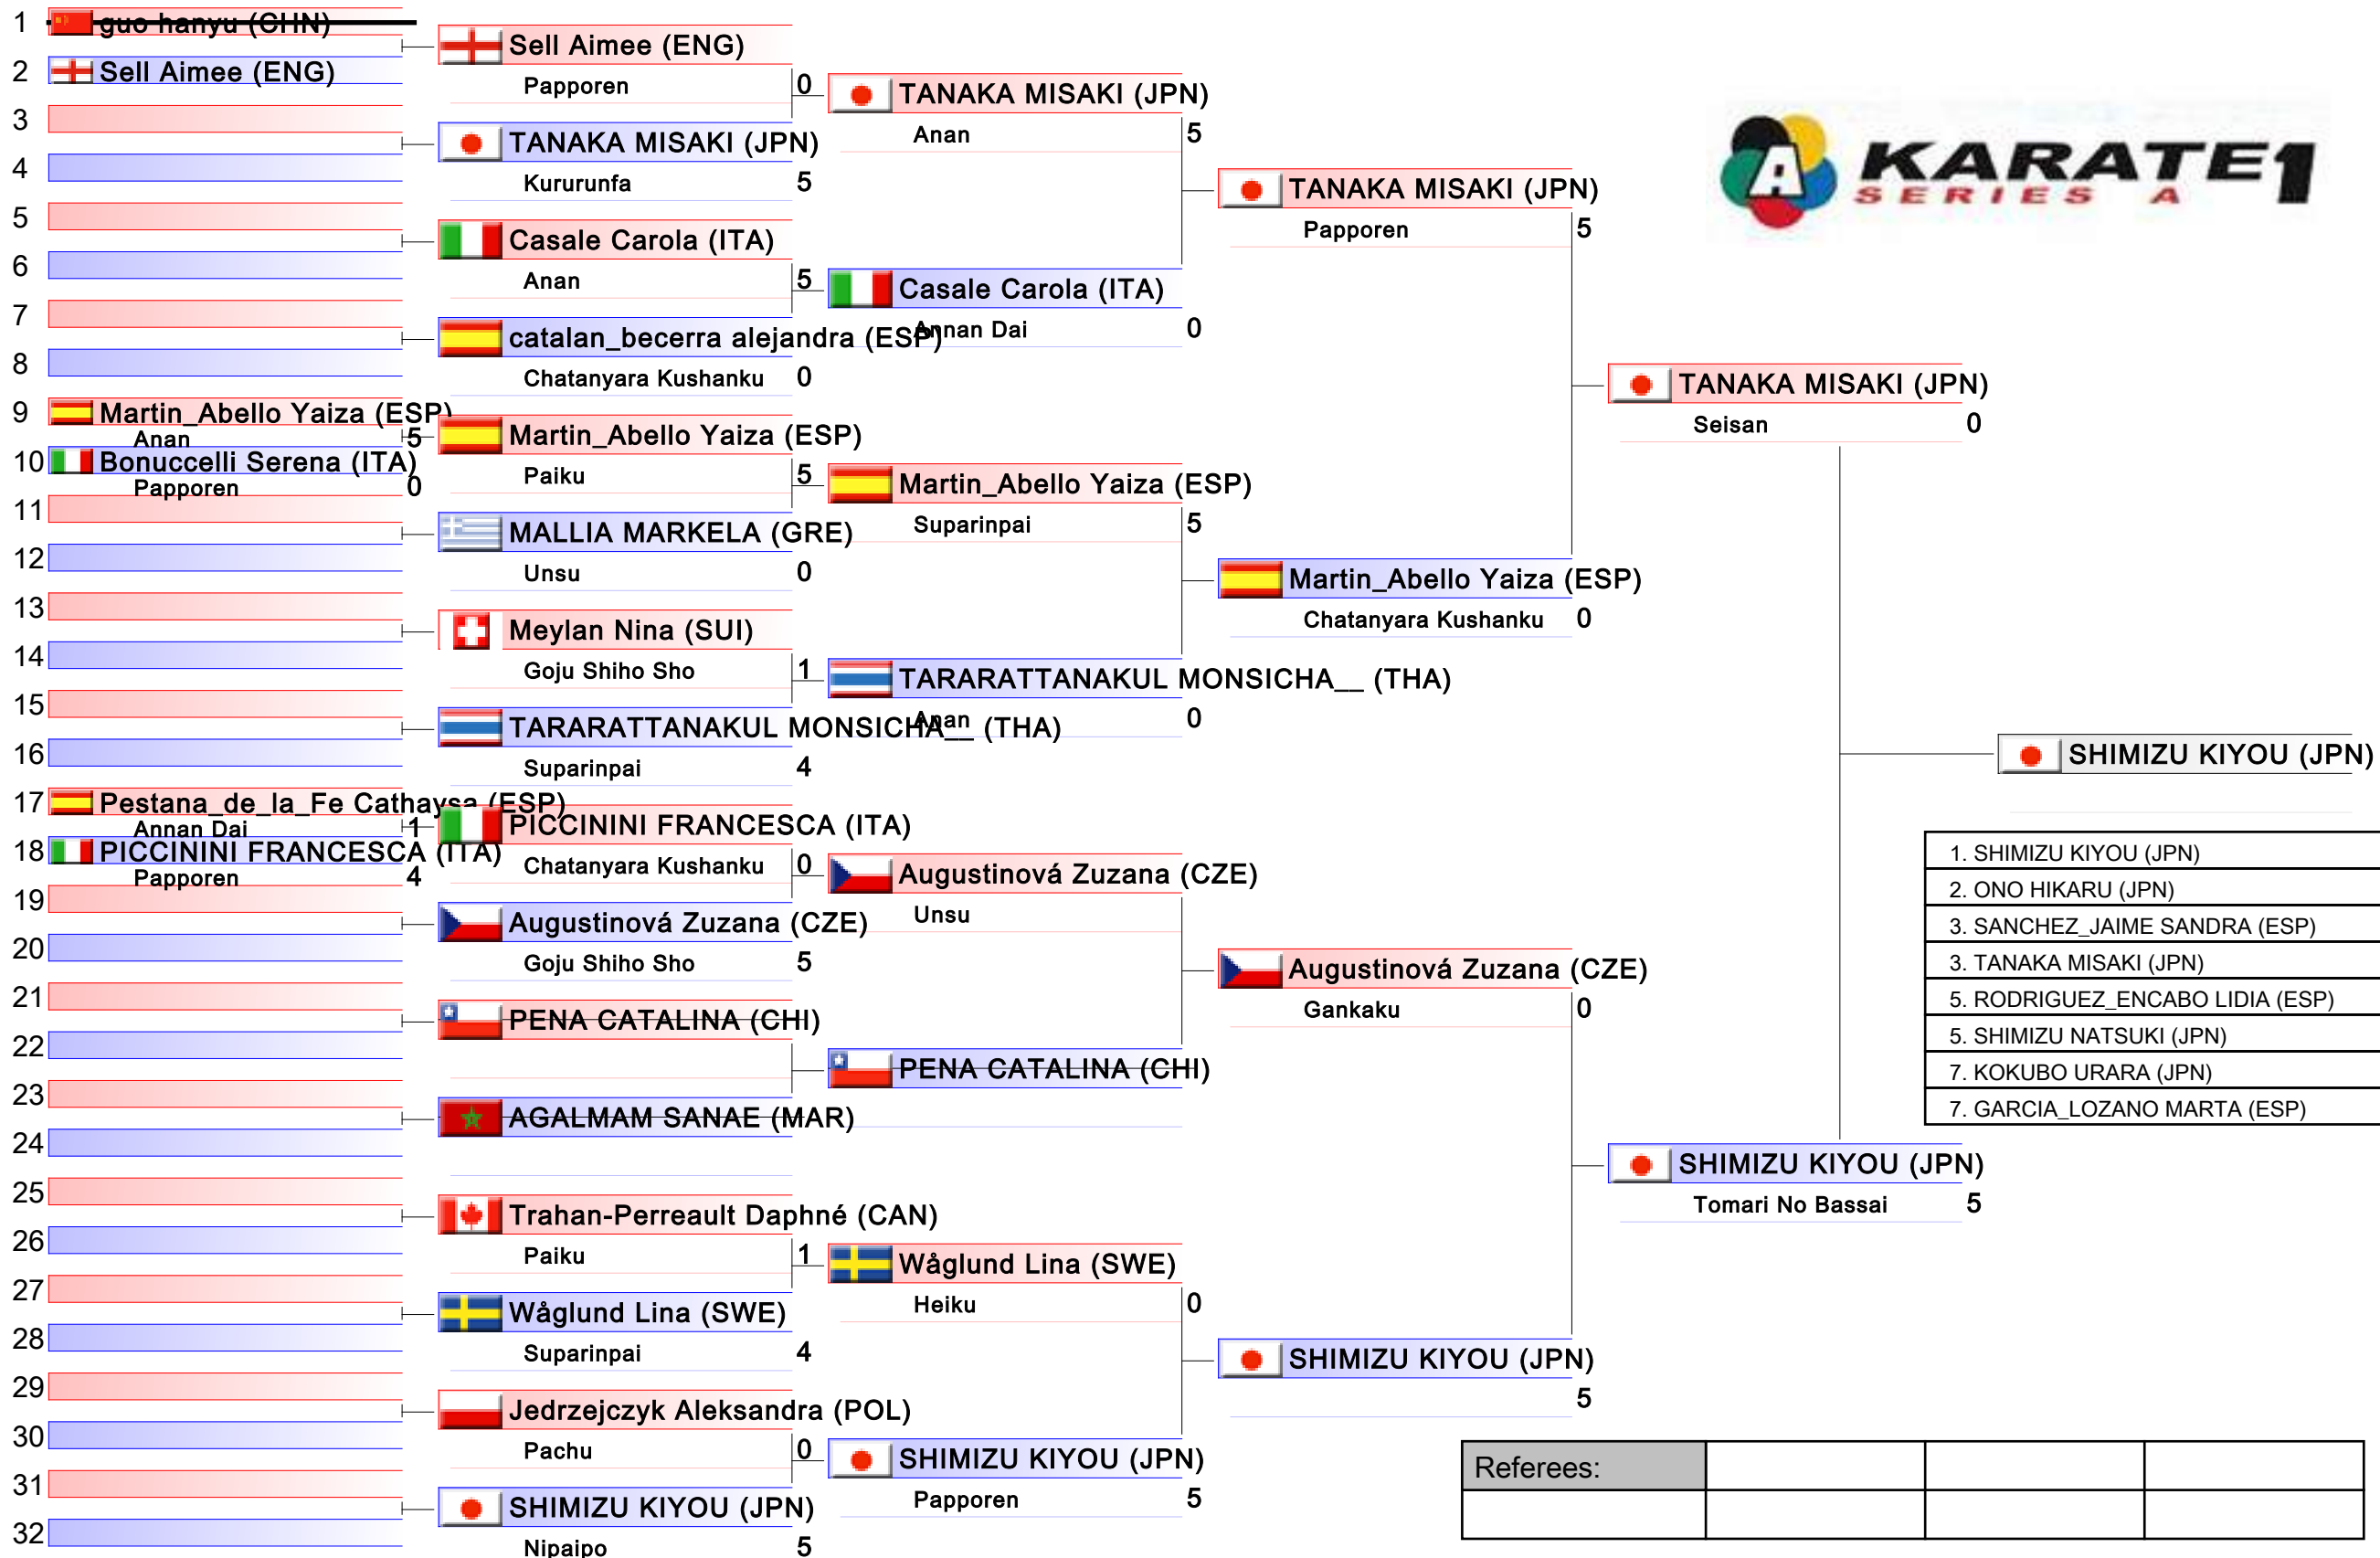 1 guo hanyu (CHN)
2 Sell Aimee (ENG)
3
4
5
6
7
8
9 Martin_Abello Yaiza (ESP)
Anan 5
10 Bonuccelli Serena (ITA)
Papporen 0
11
12
13
14
15
16
17 Pestana_de_la_Fe Cathaysa (ESP)
Annan Dai 1
18 PICCININI FRANCESCA (ITA)
Papporen 4
19
20
21
22
23
24
25
26
27
28
29
30
31
32
Sell Aimee (ENG)
Papporen 0
TANAKA MISAKI (JPN)
Kururunfa 5
Casale Carola (ITA)
Anan 5
catalan_becerra alejandra (ESP)
Chatanyara Kushanku 0
Martin_Abello Yaiza (ESP)
Paiku 5
MALLIA MARKELA (GRE)
Unsu 0
Meylan Nina (SUI)
Goju Shiho Sho 1
TARARATTANAKUL MONSICHA__ (THA)
Suparinpai 4
PICCININI FRANCESCA (ITA)
Chatanyara Kushanku 0
Augustinová Zuzana (CZE)
Goju Shiho Sho 5
PENA CATALINA (CHI)
AGALMAM SANAE (MAR)
Trahan-Perreault Daphné (CAN)
Paiku 1
Wåglund Lina (SWE)
Suparinpai 4
Jedrzejczyk Aleksandra (POL)
Pachu 0
SHIMIZU KIYOU (JPN)
Nipaipo 5
TANAKA MISAKI (JPN)
Anan 5
Casale Carola (ITA)
Annan Dai 0
Martin_Abello Yaiza (ESP)
Suparinpai 5
TARARATTANAKUL MONSICHA__ (THA)
Anan 0
Augustinová Zuzana (CZE)
Unsu
PENA CATALINA (CHI)
Wåglund Lina (SWE)
Heiku 0
SHIMIZU KIYOU (JPN)
Papporen 5
TANAKA MISAKI (JPN)
Papporen 5
Martin_Abello Yaiza (ESP)
Chatanyara Kushanku 0
Augustinová Zuzana (CZE)
Gankaku 0
SHIMIZU KIYOU (JPN)
5
TANAKA MISAKI (JPN)
Seisan 0
SHIMIZU KIYOU (JPN)
Tomari No Bassai 5
SHIMIZU KIYOU (JPN)
A KARATE 1
SERIES A
1. SHIMIZU KIYOU (JPN)
2. ONO HIKARU (JPN)
3. SANCHEZ_JAIME SANDRA (ESP)
3. TANAKA MISAKI (JPN)
5. RODRIGUEZ_ENCABO LIDIA (ESP)
5. SHIMIZU NATSUKI (JPN)
7. KOKUBO URARA (JPN)
7. GARCIA_LOZANO MARTA (ESP)
Referees: